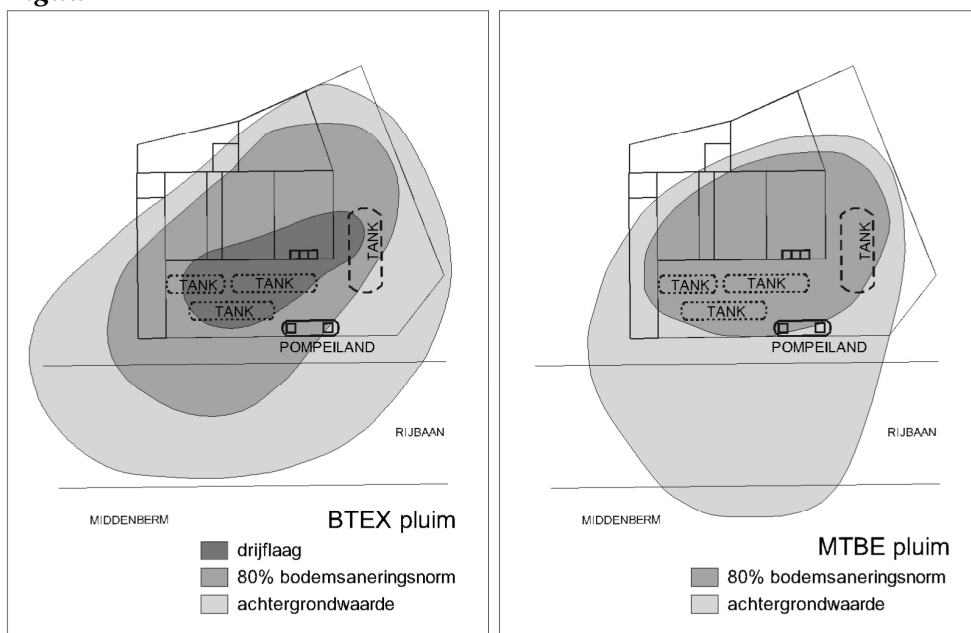 TANK
TANK
TANK
TANK
POMPEILAND
RIJBAAN
MIDDENBERM
BTEX pluim
drijflaag
80% bodemsaneringsnorm
achtergrondwaarde
TANK
TANK
TANK
TANK
POMPEILAND
RIJBAAN
MIDDENBERM
MTBE pluim
80% bodemsaneringsnorm
achtergrondwaarde